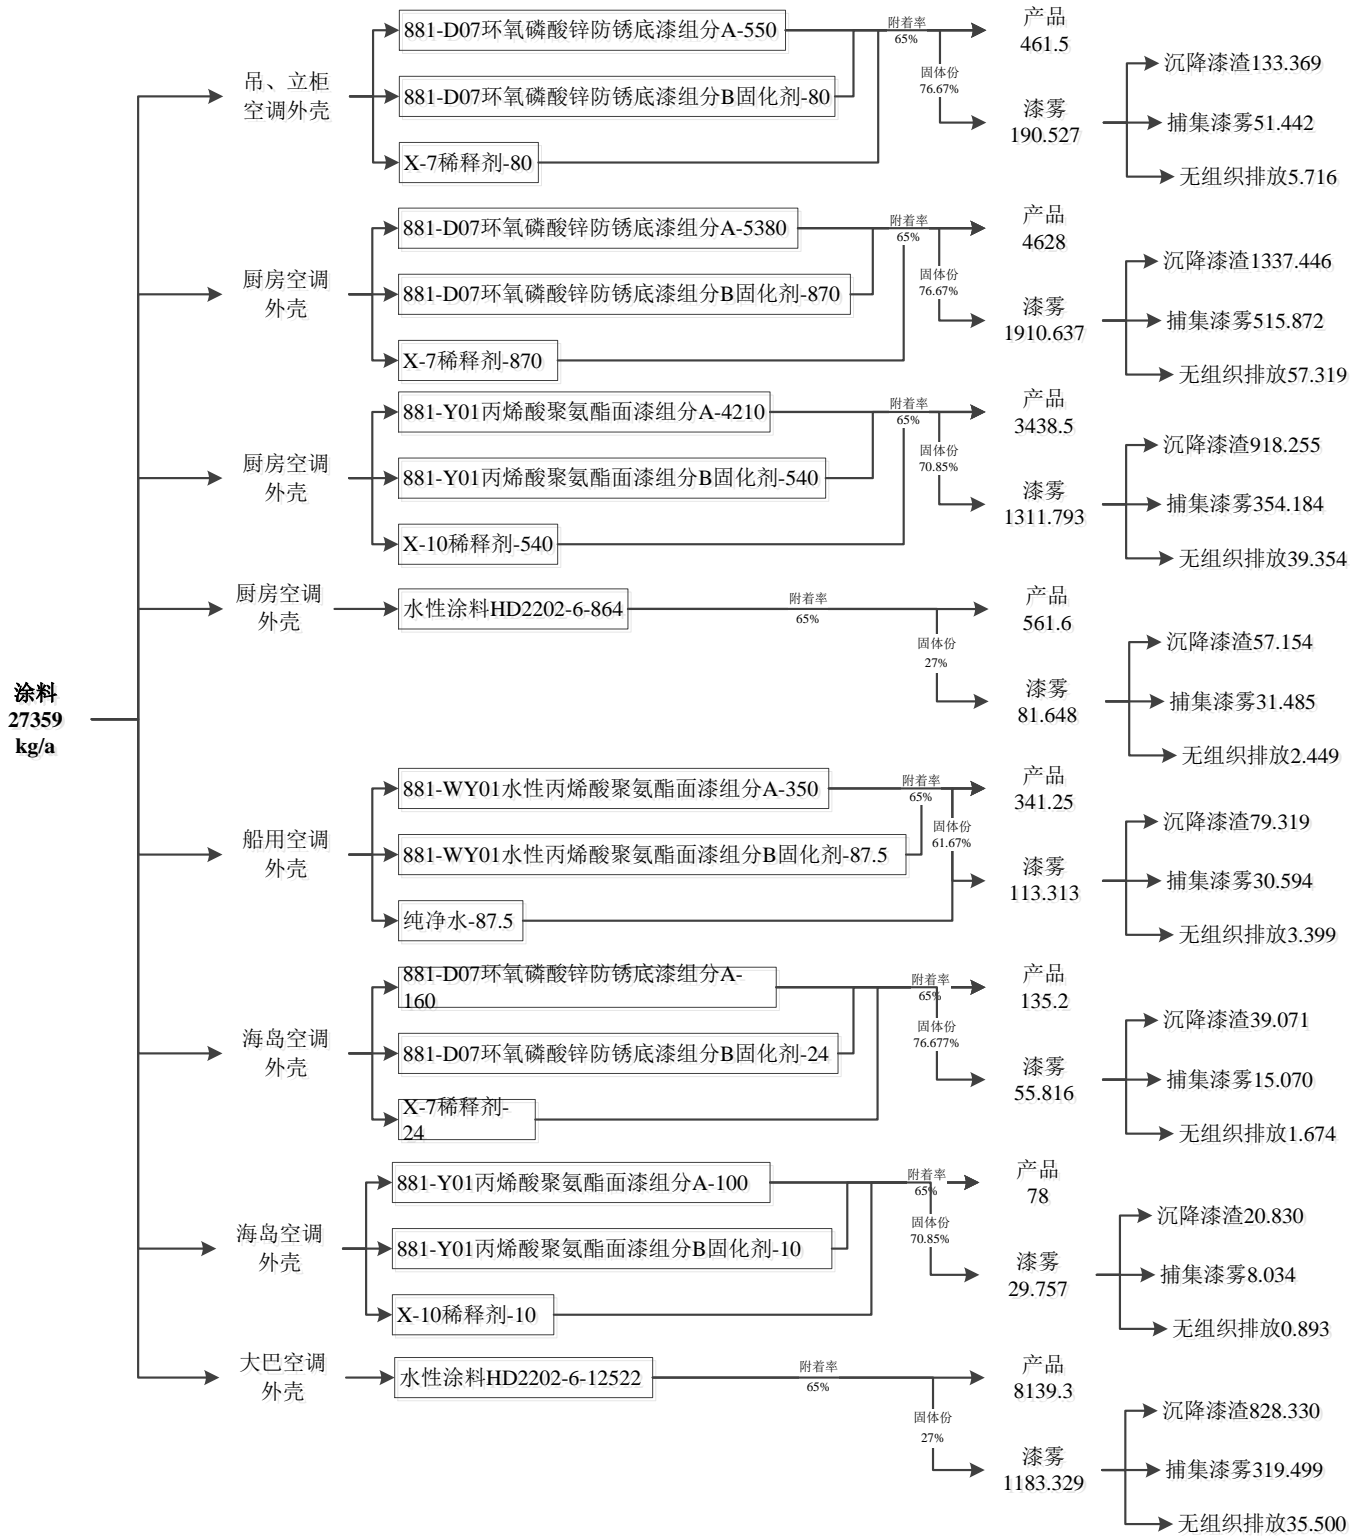 涂料
27359
kg/a
吊、立柜
空调外壳
881-D07环氧磷酸锌防锈底漆组分A-550
881-D07环氧磷酸锌防锈底漆组分B固化剂-80
X-7稀释剂-80
附着率
65%
固体份
76.67%
产品
461.5
漆雾
190.527
沉降漆渣133.369
捕集漆雾51.442
无组织排放5.716
厨房空调
外壳
881-D07环氧磷酸锌防锈底漆组分A-5380
881-D07环氧磷酸锌防锈底漆组分B固化剂-870
X-7稀释剂-870
附着率
65%
固体份
76.67%
产品
4628
漆雾
1910.637
沉降漆渣1337.446
捕集漆雾515.872
无组织排放57.319
厨房空调
外壳
881-Y01丙烯酸聚氨酯面漆组分A-4210
881-Y01丙烯酸聚氨酯面漆组分B固化剂-540
X-10稀释剂-540
附着率
65%
固体份
70.85%
产品
3438.5
漆雾
1311.793
沉降漆渣918.255
捕集漆雾354.184
无组织排放39.354
厨房空调
外壳
水性涂料HD2202-6-864
附着率
65%
固体份
27%
产品
561.6
漆雾
81.648
沉降漆渣57.154
捕集漆雾31.485
无组织排放2.449
船用空调
外壳
881-WY01水性丙烯酸聚氨酯面漆组分A-350
881-WY01水性丙烯酸聚氨酯面漆组分B固化剂-87.5
纯净水-87.5
附着率
65%
固体份
61.67%
产品
341.25
漆雾
113.313
沉降漆渣79.319
捕集漆雾30.594
无组织排放3.399
海岛空调
外壳
881-D07环氧磷酸锌防锈底漆组分A-
160
881-D07环氧磷酸锌防锈底漆组分B固化剂-24
X-7稀释剂-
24
附着率
65%
固体份
76.677%
产品
135.2
漆雾
55.816
沉降漆渣39.071
捕集漆雾15.070
无组织排放1.674
海岛空调
外壳
881-Y01丙烯酸聚氨酯面漆组分A-100
881-Y01丙烯酸聚氨酯面漆组分B固化剂-10
X-10稀释剂-10
附着率
65%
固体份
70.85%
产品
78
漆雾
29.757
沉降漆渣20.830
捕集漆雾8.034
无组织排放0.893
大巴空调
外壳
水性涂料HD2202-6-12522
附着率
65%
固体份
27%
产品
8139.3
漆雾
1183.329
沉降漆渣828.330
捕集漆雾319.499
无组织排放35.500